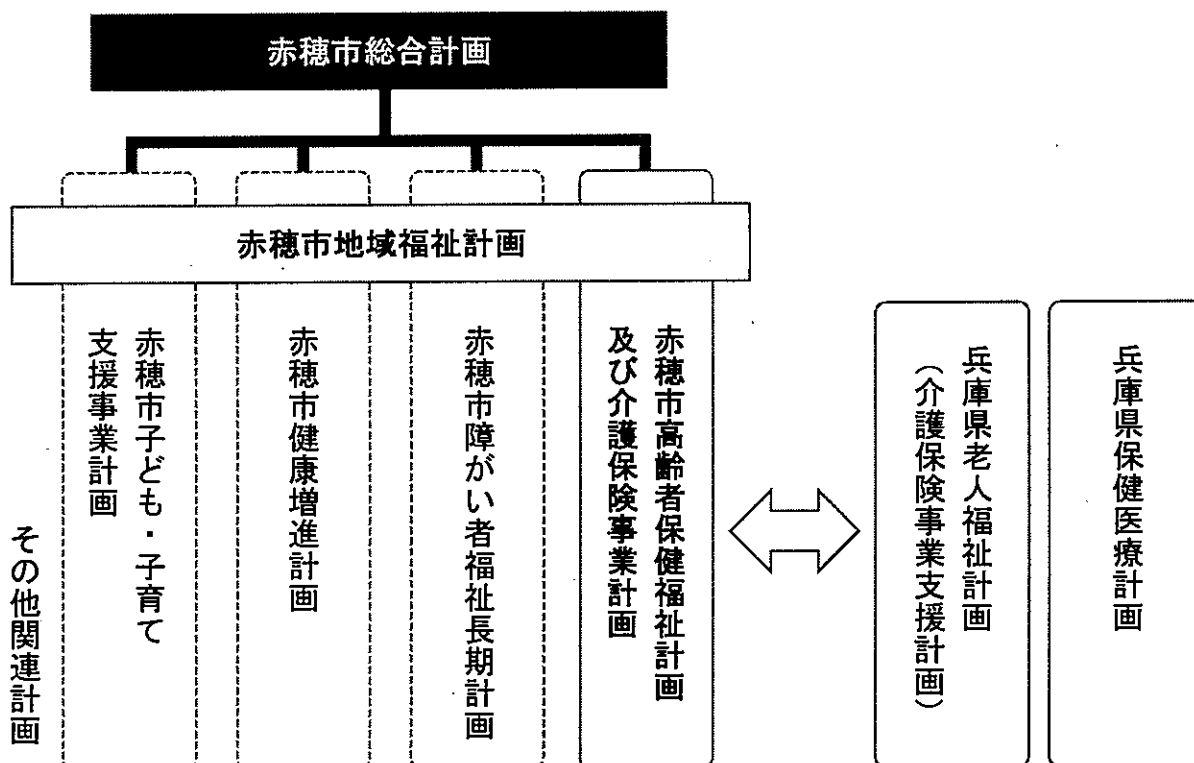 赤穂市総合計画
赤穂市地域福祉計画
兵庫県保健医療計画
兵庫県老人福祉計画
（介護保険事業支援計画）
赤穂市高齢者保健福祉計画
及び介護保険事業計画
赤穂市障がい者福祉長期計画
赤穂市健康増進計画
赤穂市子ども・子育て
支援事業計画
その他関連計画